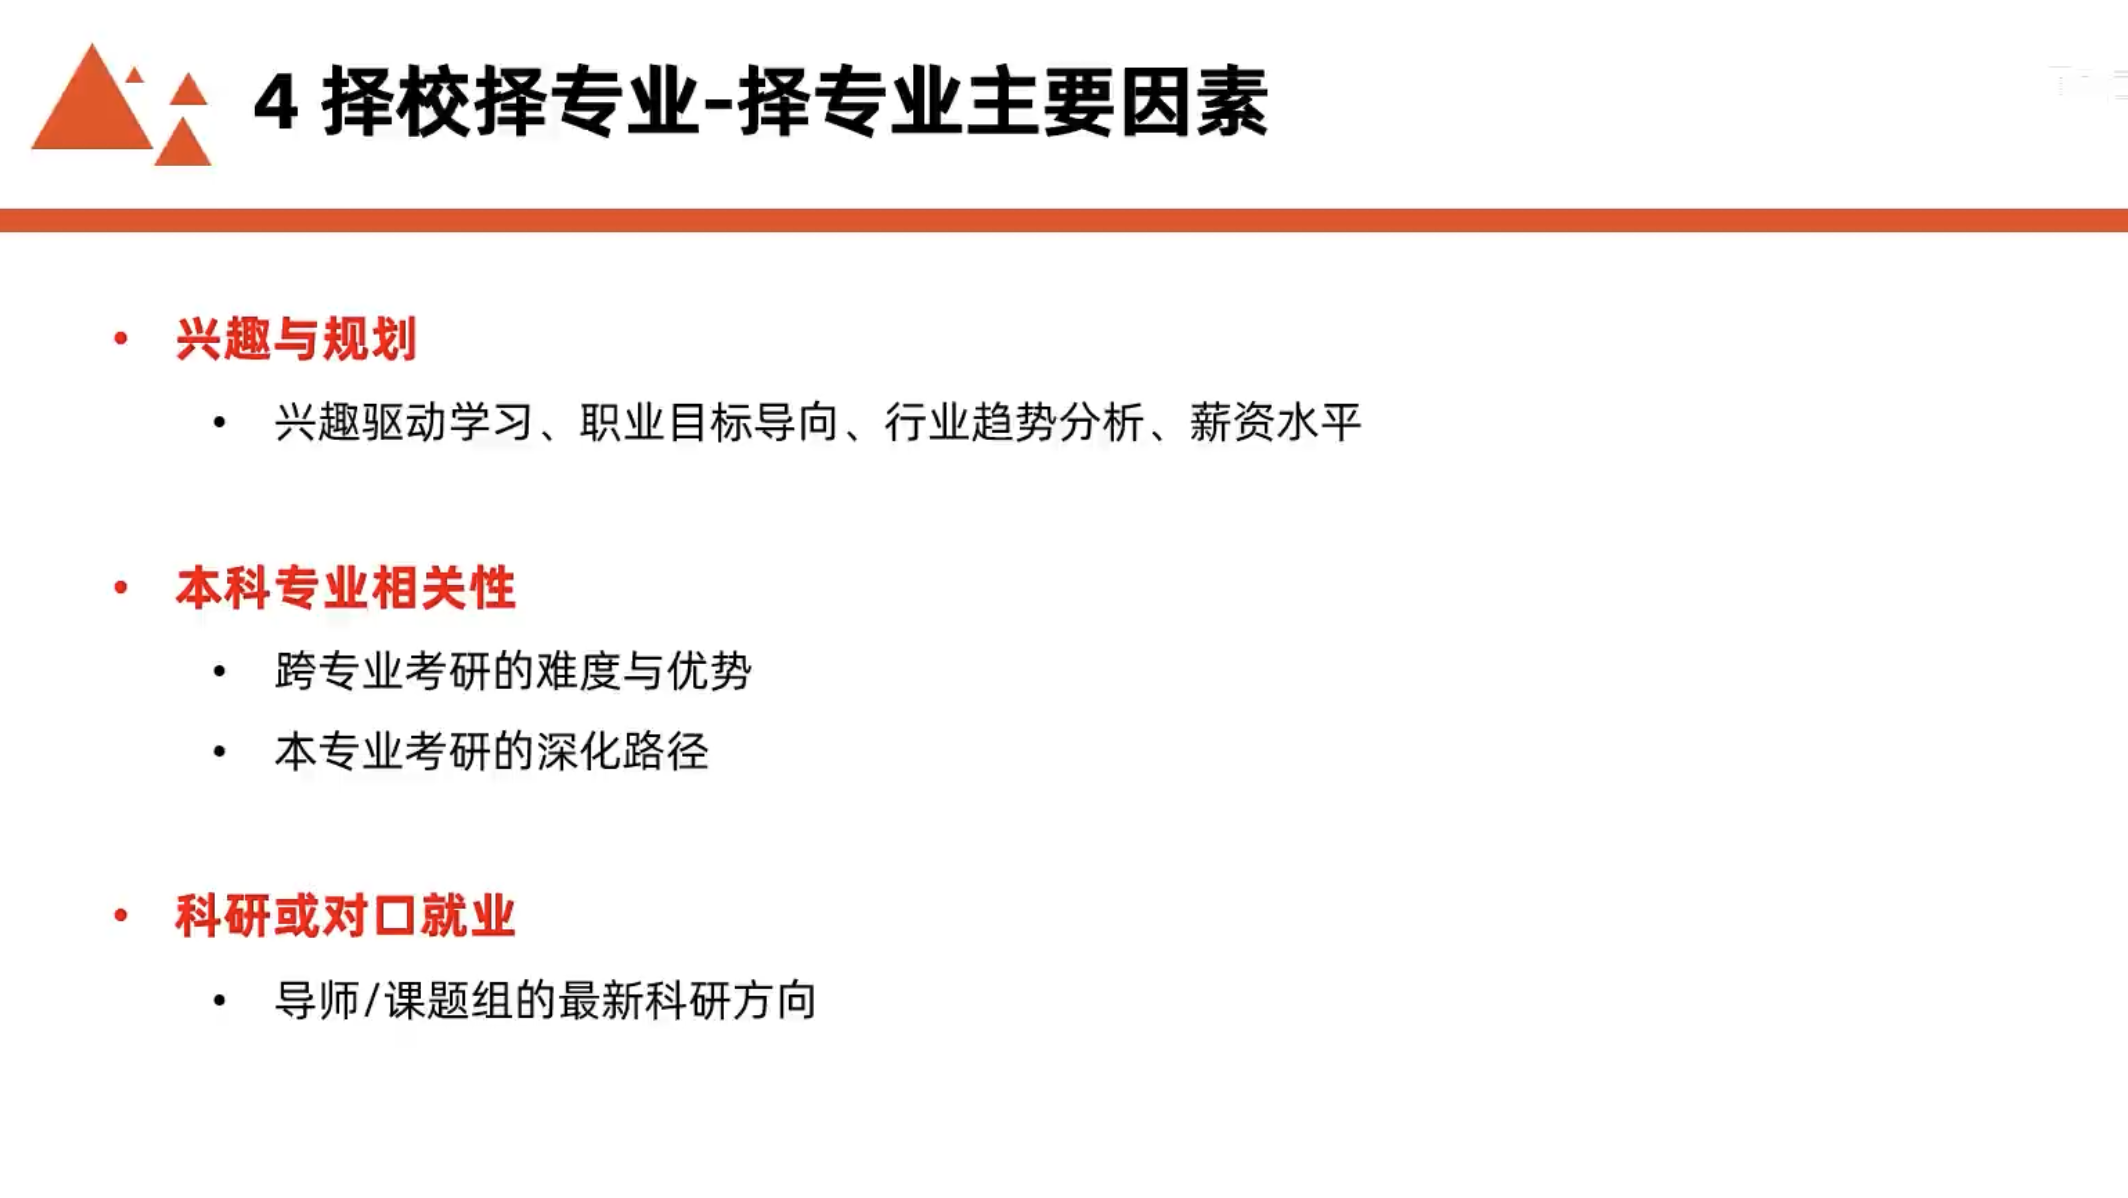 4 择校择专业-择专业主要因素
• 兴趣与规划
• 兴趣驱动学习、职业目标导向、行业趋势分析、薪资水平
• 本科专业相关性
• 跨专业考研的难度与优势
• 本专业考研的深化路径
• 科研或对口就业
• 导师/课题组的最新科研方向